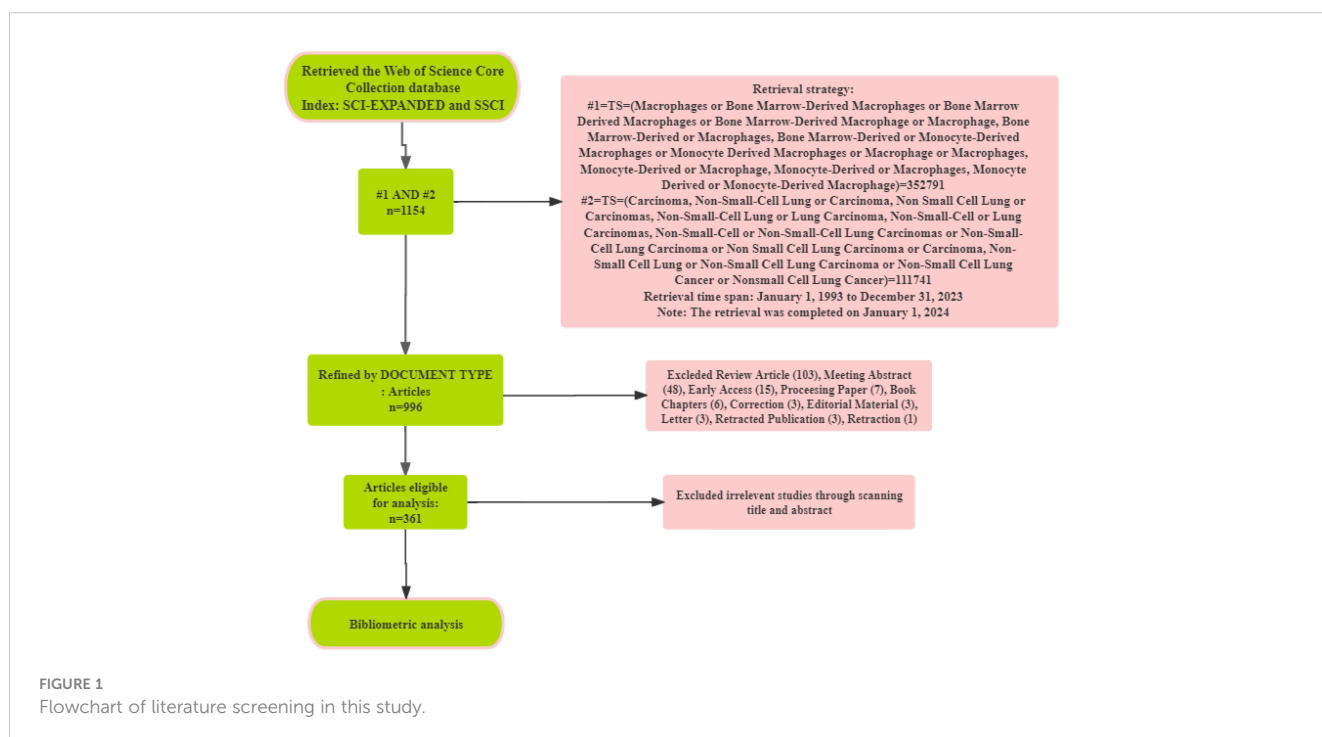 Retrieved the Web of Science Core
Collection database
Index: SCI-EXPANDED and SSCI
Retrieval strategy:
#1=TS=(Macrophages or Bone Marrow-Derived Macrophages or Bone Marrow
Derived Macrophages or Bone Marrow-Derived Macrophage or Macrophage, Bone
Marrow-Derived or Macrophages, Bone Marrow-Derived or Monocyte-Derived
Macrophages or Monocyte Derived Macrophages or Macrophage or Macrophages,
Monocyte-Derived or Macrophage, Monocyte-Derived or Macrophages, Monocyte
Derived or Monocyte-Derived Macrophage)=352791
#2=TS=(Carcinoma, Non-Small-Cell Lung or Carcinoma, Non Small Cell Lung or
Carcinomas, Non-Small-Cell Lung or Lung Carcinoma, Non-Small-Cell or Lung
Carcinomas, Non-Small-Cell or Non-Small-Cell Lung Carcinomas or Non-Small-
Cell Lung Carcinoma or Non Small Cell Lung Carcinoma or Carcinoma, Non-
Small Cell Lung or Non-Small Cell Lung Carcinoma or Non-Small Cell Lung
Cancer or Nonsmall Cell Lung Cancer)=111741
Retrieval time span: January 1, 1993 to December 31, 2023
Note: The retrieval was completed on January 1, 2024
#1 AND #2
n=1154
Refined by DOCUMENT TYPE
: Articles
n=996
Excleded Review Article (103), Meeting Abstract
(48), Early Access (15), Proceesing Paper (7), Book
Chapters (6), Correction (3), Editorial Material (3),
Letter (3), Retracted Publication (3), Retraction (1)
Articles eligible
for analysis:
n=361
Excluded irrelevent studies through scanning
title and abstract
Bibliometric analysis
FIGURE 1
Flowchart of literature screening in this study.